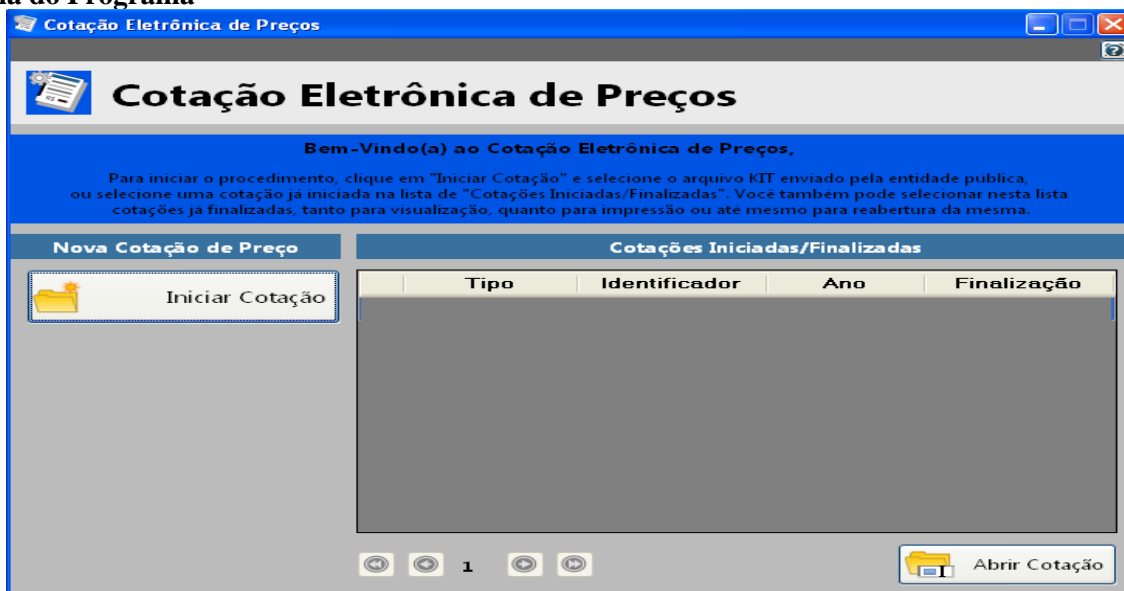 do Programa
Cotação Eletrônica de Preços
Cotação Eletrônica de Preços
Bem-Vindo(a) ao Cotação Eletrônica de Preços,
Para iniciar o procedimento, clique em "Iniciar Cotação" e selecione o arquivo KIT enviado pela entidade pública,
ou selecione uma cotação já iniciada na lista de "Cotações Iniciadas/Finalizadas". Você também pode selecionar nesta lista
cotações já finalizadas, tanto para visualização, quanto para impressão ou até mesmo para reabertura da mesma.
Nova Cotação de Preço
Cotações Iniciadas/Finalizadas
Iniciar Cotação
Tipo Identificador Ano Finalização
1
Abrir Cotação